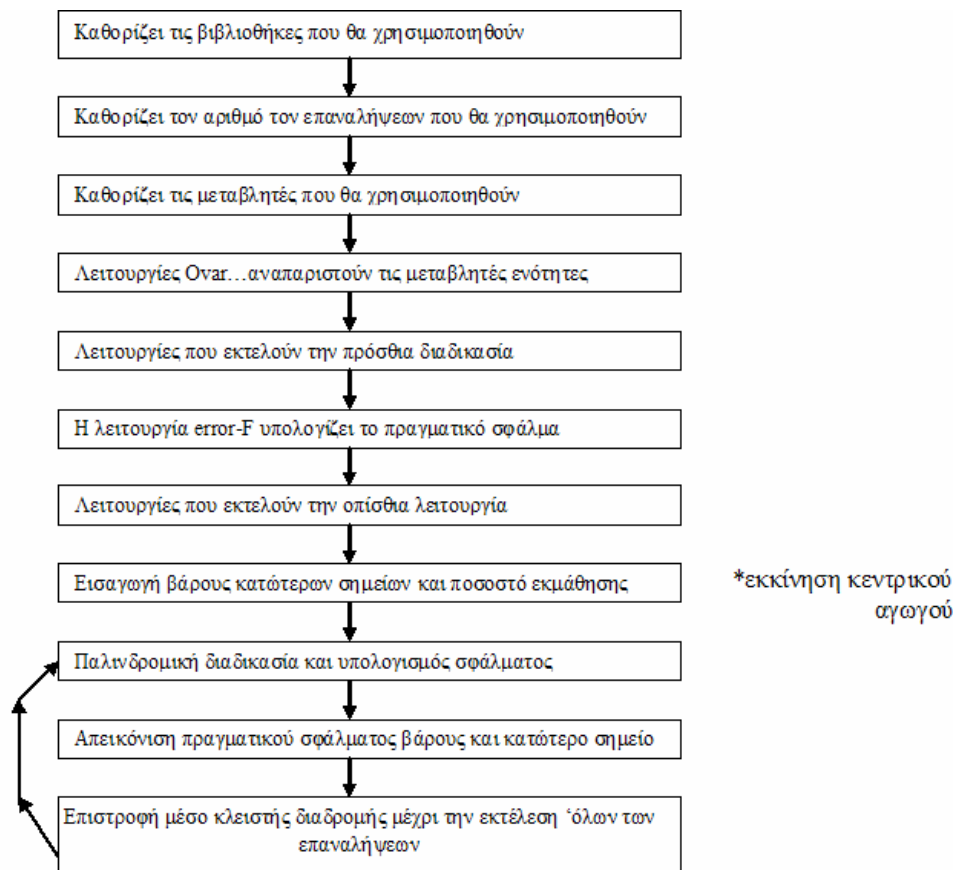 Καθορίζει τις βιβλιοθήκες που θα χρησιμοποιηθούν
Καθορίζει τον αριθμό τον επαναλήψεων που θα χρησιμοποιηθούν
Καθορίζει τις μεταβλητές που θα χρησιμοποιηθούν
Λειτουργίες Ovar…αναπαριστούν τις μεταβλητές ενότητες
Λειτουργίες που εκτελούν την πρόσθια διαδικασία
Η λειτουργία error-F υπολογίζει το πραγματικό σφάλμα
Λειτουργίες που εκτελούν την οπίσθια λειτουργία
Εισαγωγή βάρους κατώτερων σημείων και ποσοστό εκμάθησης
*εκκίνηση κεντρικού
αγωγού
Παλινδρομική διαδικασία και υπολογισμός σφάλματος
Απεικόνιση πραγματικού σφάλματος βάρους και κατώτερο σημείο
Επιστροφή μέσο κλειστής διαδρομής μέχρι την εκτέλεση ‘όλων των
επαναλήψεων